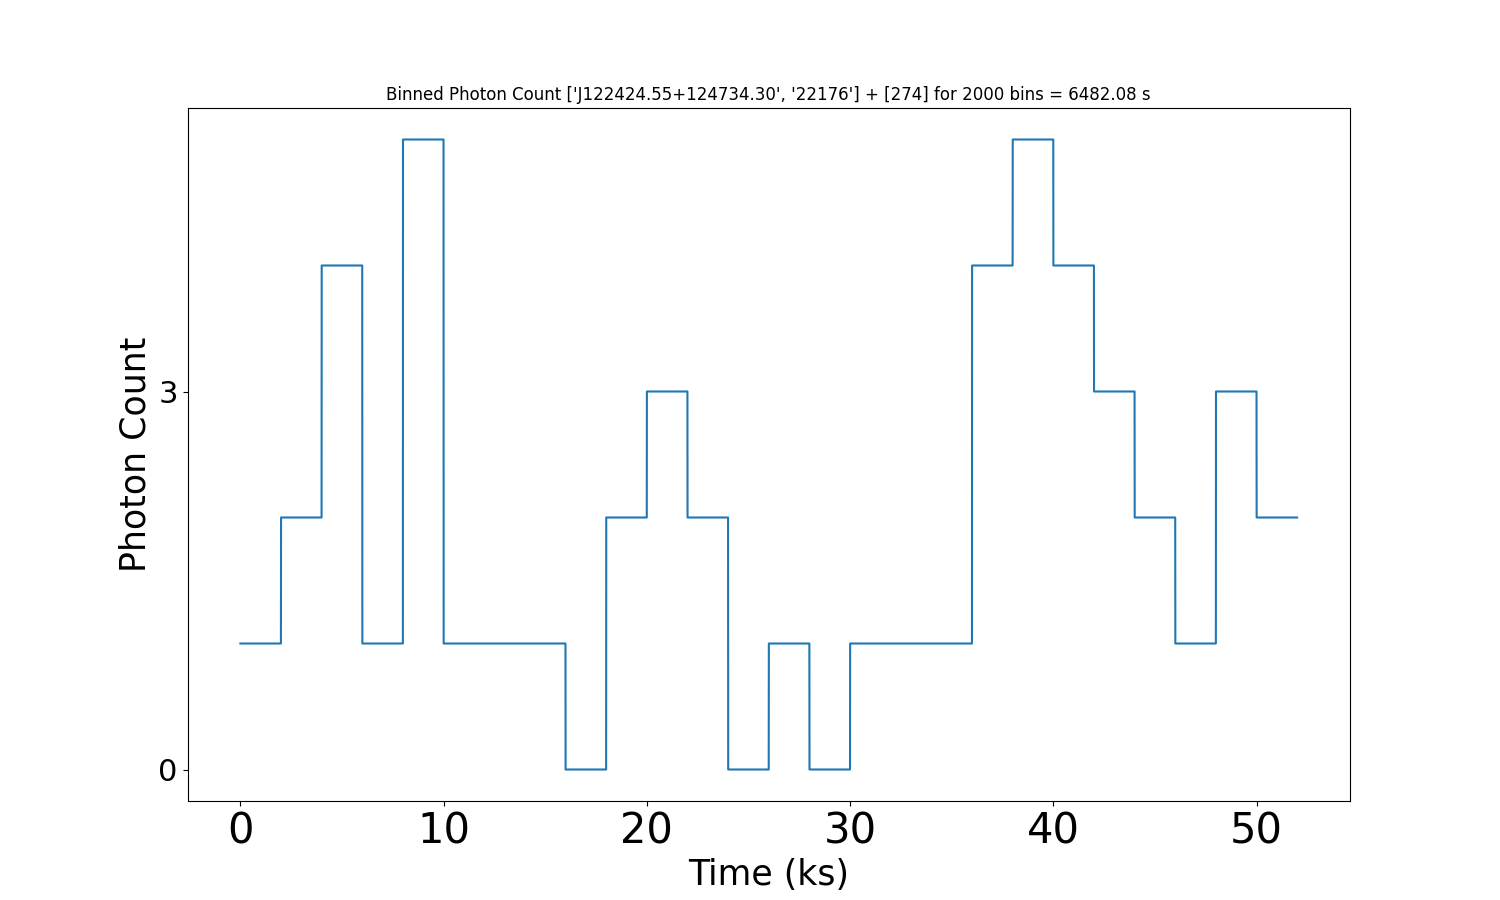 Binned Photon Count ['J122424.55+124734.30', '22176'] + [274] for 2000 bins = 6482.08 s
Photon Count
3
0
0 10 20 30 40 50
Time (ks)